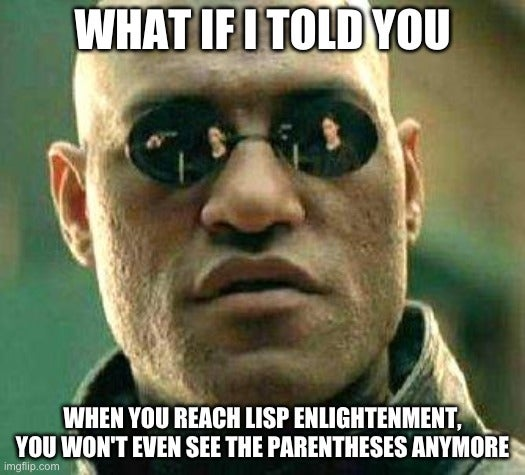 WHAT IF I TOLD YOU
WHEN YOU REACH LISP ENLIGHTENMENT,
YOU WON'T EVEN SEE THE PARENTHESES ANYMORE
imgflip.com